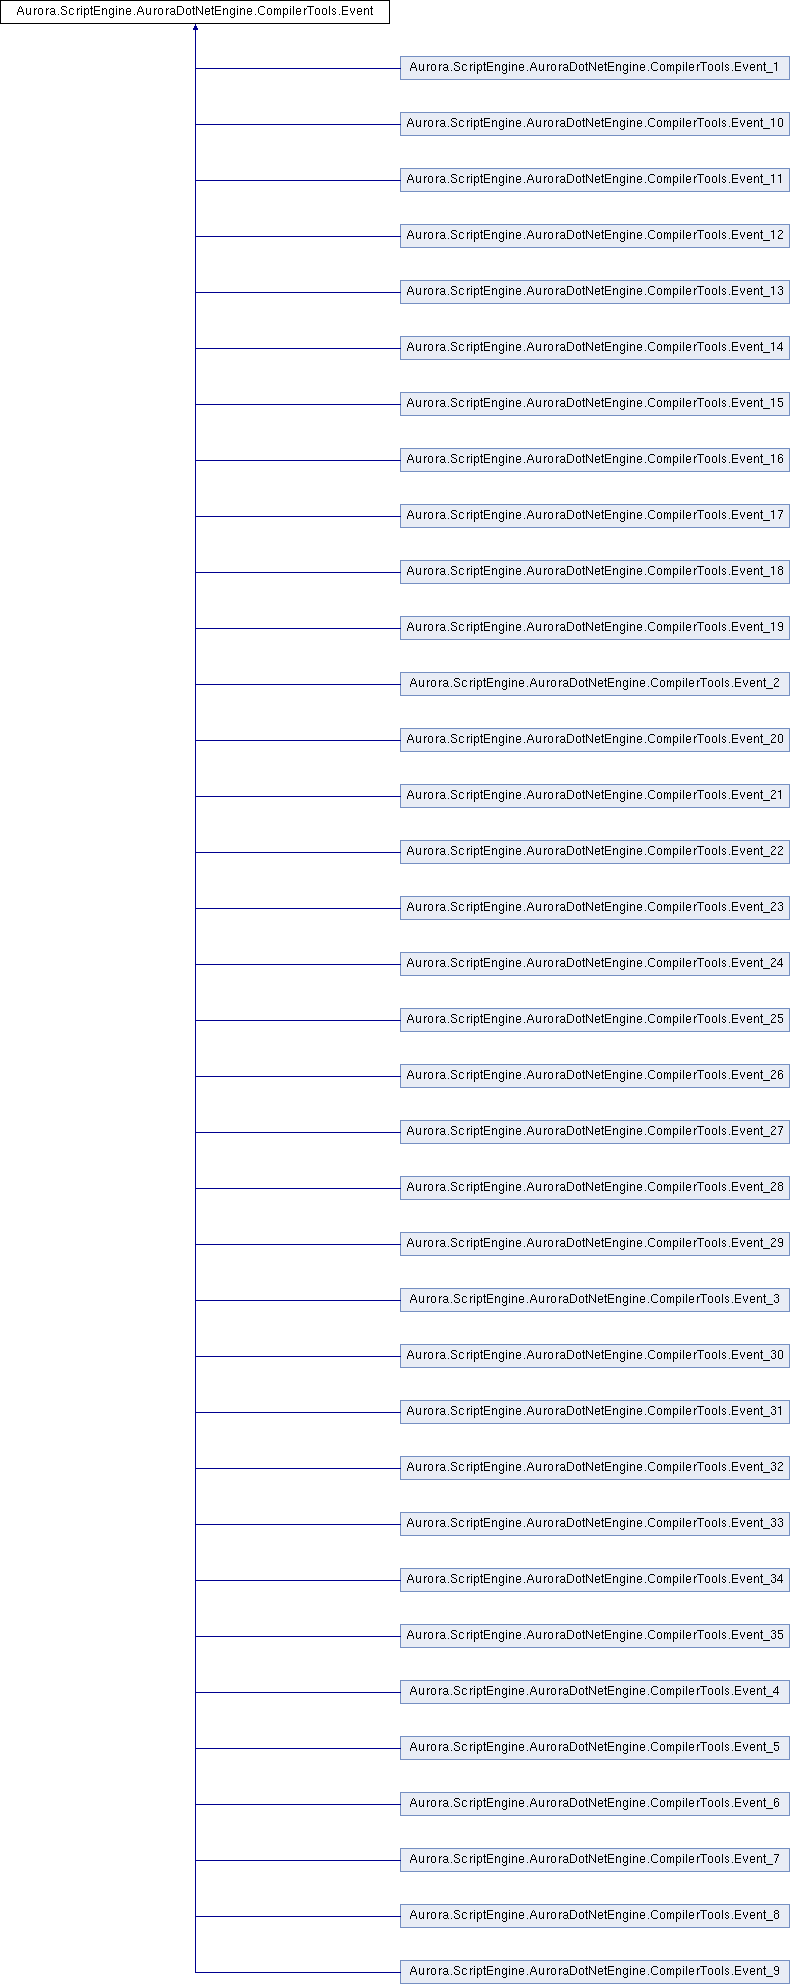 Aurora.ScriptEngine.AuroraDotNetEngine.CompilerTools.Event
Aurora.ScriptEngine.AuroraDotNetEngine.CompilerTools.Event_1
Aurora.ScriptEngine.AuroraDotNetEngine.CompilerTools.Event_10
Aurora.ScriptEngine.AuroraDotNetEngine.CompilerTools.Event_11
Aurora.ScriptEngine.AuroraDotNetEngine.CompilerTools.Event_12
Aurora.ScriptEngine.AuroraDotNetEngine.CompilerTools.Event_13
Aurora.ScriptEngine.AuroraDotNetEngine.CompilerTools.Event_14
Aurora.ScriptEngine.AuroraDotNetEngine.CompilerTools.Event_15
Aurora.ScriptEngine.AuroraDotNetEngine.CompilerTools.Event_16
Aurora.ScriptEngine.AuroraDotNetEngine.CompilerTools.Event_17
Aurora.ScriptEngine.AuroraDotNetEngine.CompilerTools.Event_18
Aurora.ScriptEngine.AuroraDotNetEngine.CompilerTools.Event_19
Aurora.ScriptEngine.AuroraDotNetEngine.CompilerTools.Event_2
Aurora.ScriptEngine.AuroraDotNetEngine.CompilerTools.Event_20
Aurora.ScriptEngine.AuroraDotNetEngine.CompilerTools.Event_21
Aurora.ScriptEngine.AuroraDotNetEngine.CompilerTools.Event_22
Aurora.ScriptEngine.AuroraDotNetEngine.CompilerTools.Event_23
Aurora.ScriptEngine.AuroraDotNetEngine.CompilerTools.Event_24
Aurora.ScriptEngine.AuroraDotNetEngine.CompilerTools.Event_25
Aurora.ScriptEngine.AuroraDotNetEngine.CompilerTools.Event_26
Aurora.ScriptEngine.AuroraDotNetEngine.CompilerTools.Event_27
Aurora.ScriptEngine.AuroraDotNetEngine.CompilerTools.Event_28
Aurora.ScriptEngine.AuroraDotNetEngine.CompilerTools.Event_29
Aurora.ScriptEngine.AuroraDotNetEngine.CompilerTools.Event_3
Aurora.ScriptEngine.AuroraDotNetEngine.CompilerTools.Event_30
Aurora.ScriptEngine.AuroraDotNetEngine.CompilerTools.Event_31
Aurora.ScriptEngine.AuroraDotNetEngine.CompilerTools.Event_32
Aurora.ScriptEngine.AuroraDotNetEngine.CompilerTools.Event_33
Aurora.ScriptEngine.AuroraDotNetEngine.CompilerTools.Event_34
Aurora.ScriptEngine.AuroraDotNetEngine.CompilerTools.Event_35
Aurora.ScriptEngine.AuroraDotNetEngine.CompilerTools.Event_4
Aurora.ScriptEngine.AuroraDotNetEngine.CompilerTools.Event_5
Aurora.ScriptEngine.AuroraDotNetEngine.CompilerTools.Event_6
Aurora.ScriptEngine.AuroraDotNetEngine.CompilerTools.Event_7
Aurora.ScriptEngine.AuroraDotNetEngine.CompilerTools.Event_8
Aurora.ScriptEngine.AuroraDotNetEngine.CompilerTools.Event_9